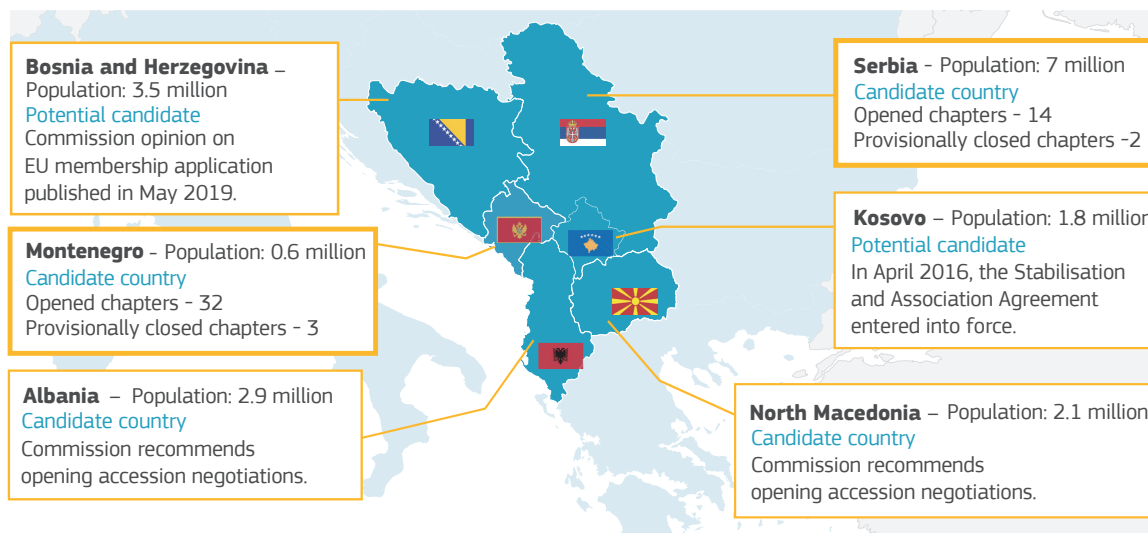 Bosnia and Herzegovina –
Population: 3.5 million
Potential candidate
Commission opinion on
EU membership application
published in May 2019.
Montenegro - Population: 0.6 million
Candidate country
Opened chapters - 32
Provisionally closed chapters - 3
Albania – Population: 2.9 million
Candidate country
Commission recommends
opening accession negotiations.
Serbia - Population: 7 million
Candidate country
Opened chapters - 14
Provisionally closed chapters -2
Kosovo – Population: 1.8 million
Potential candidate
In April 2016, the Stabilisation
and Association Agreement
entered into force.
North Macedonia – Population: 2.1 million
Candidate country
Commission recommends
opening accession negotiations.